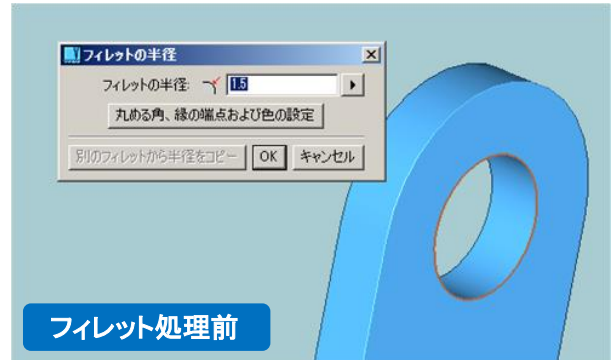 フィレットの半径
フィレットの半径: 1.5
丸める角、縁の端点および色の設定
別のフィレットから半径をコピー OK キャンセル
フィレット処理前